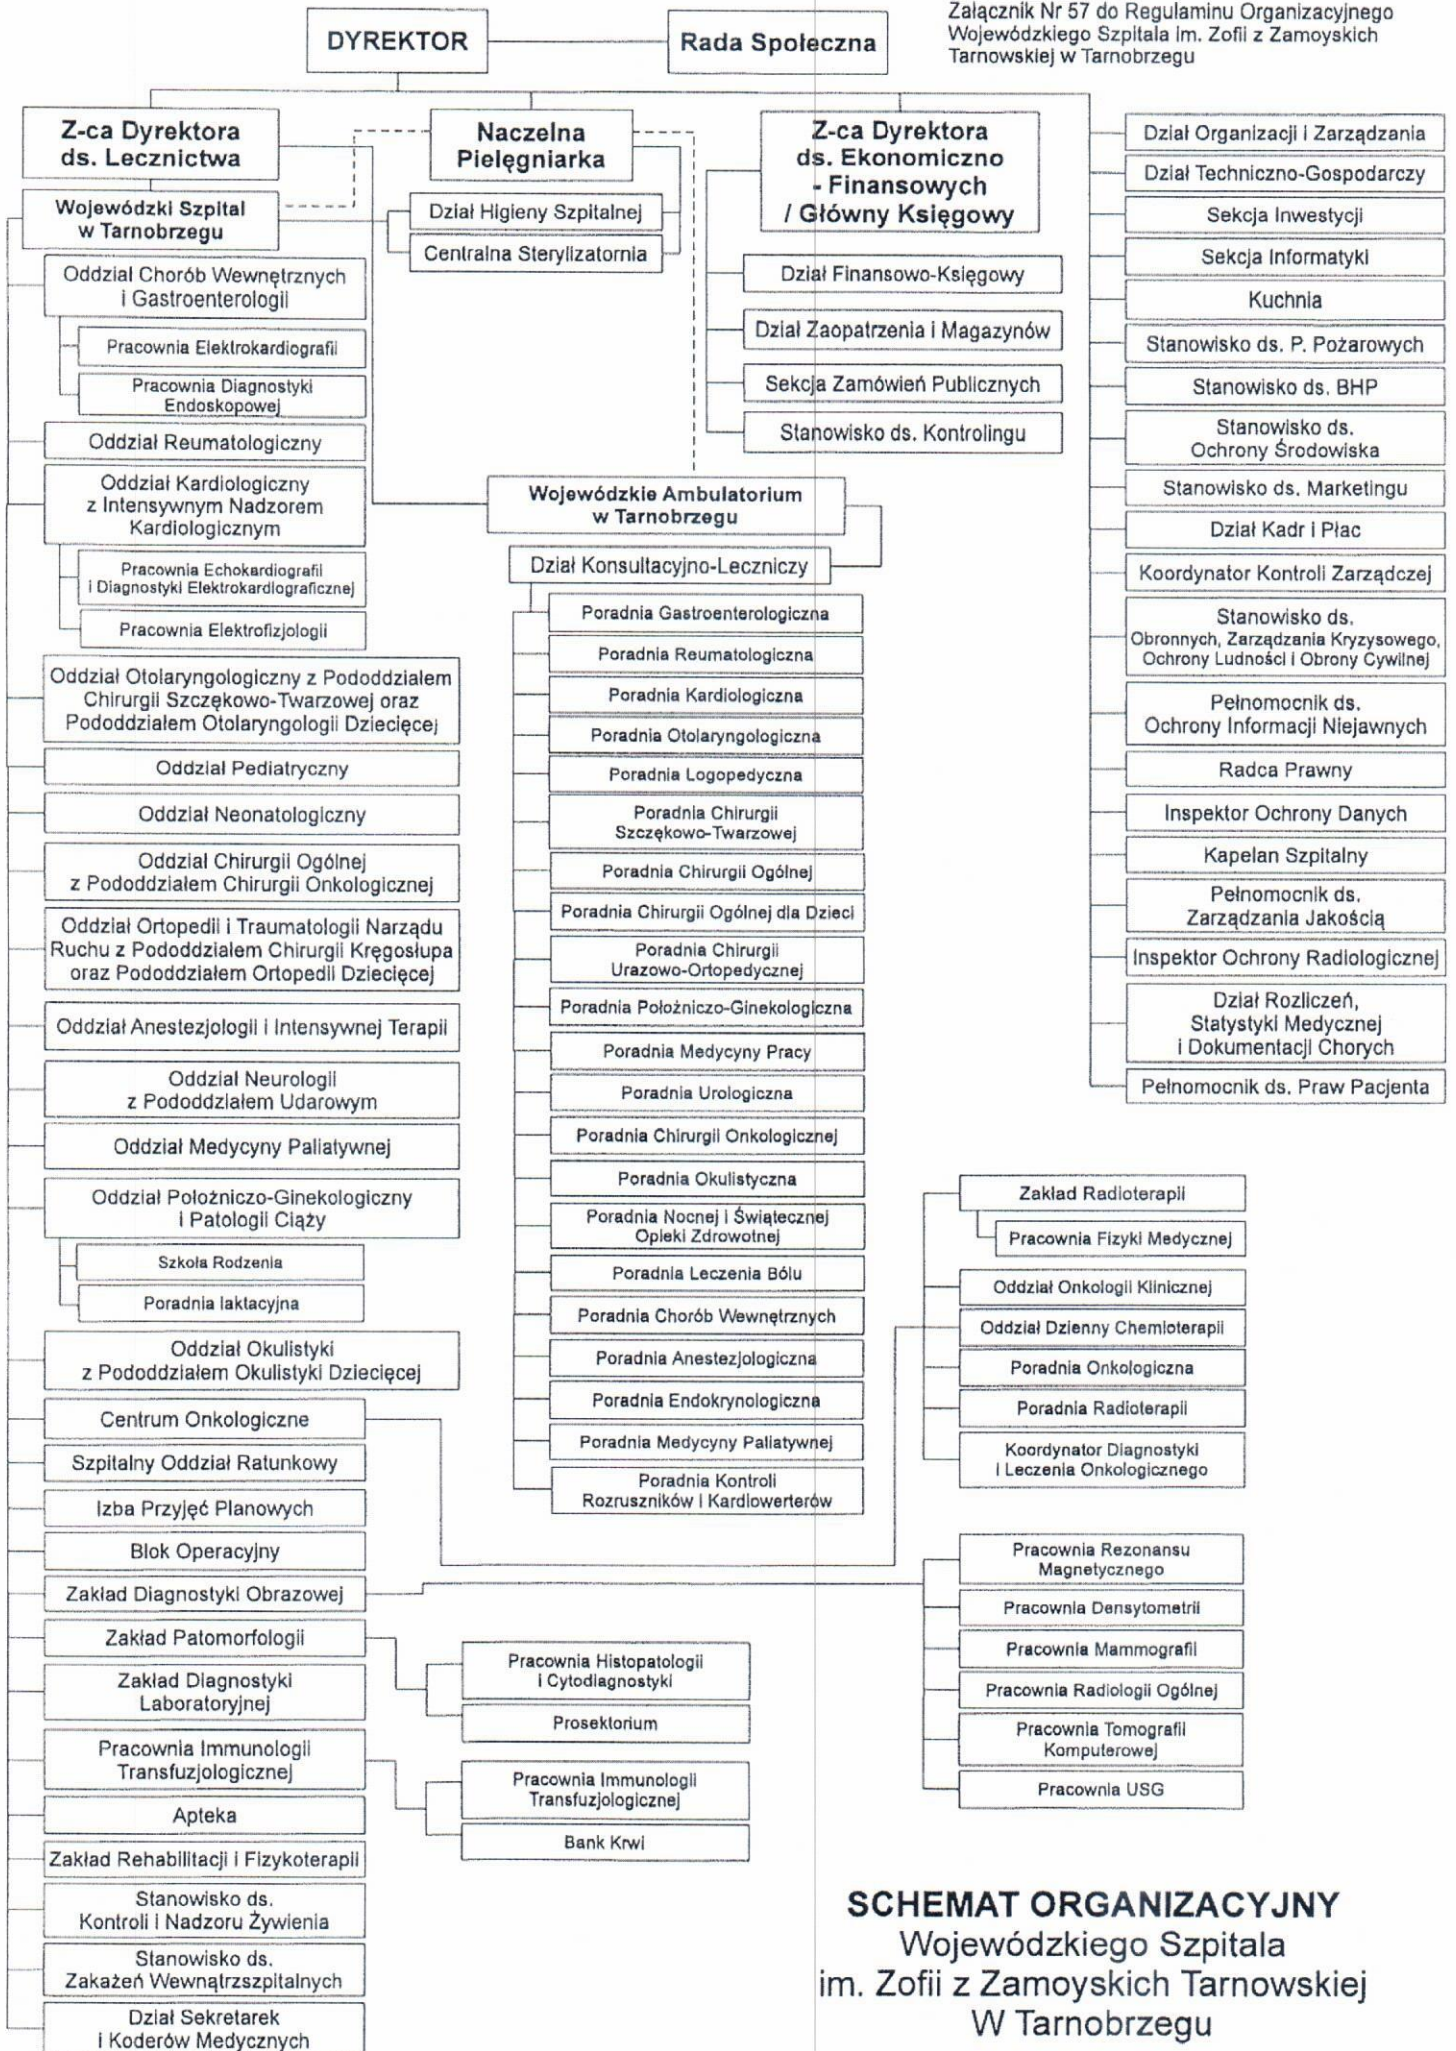 Załącznik Nr 57 do Regulaminu Organizacyjnego
Wojewódzkiego Szpitala im. Zofii z Zamoyskich
Tarnowskiej w Tarnobrzegu
DYREKTOR
Rada Społeczna
Z-ca Dyrektora
ds. Lecznictwa
Naczelna
Pielęgniarka
Z-ca Dyrektora
ds. Ekonomiczno
- Finansowych
/ Główny Księgowy
Wojewódzki Szpital
w Tarnobrzegu
Dział Higieny Szpitalnej
Centralna Sterylizatornia
Dział Finansowo-Księgowy
Dział Zaopatrzenia i Magazynów
Sekcja Zamówień Publicznych
Stanowisko ds. Kontrolingu
Dział Organizacji i Zarządzania
Dział Techniczno-Gospodarczy
Sekcja Inwestycji
Sekcja Informatyki
Kuchnia
Stanowisko ds. P. Pożarowych
Stanowisko ds. BHP
Stanowisko ds.
Ochrony Środowiska
Stanowisko ds. Marketingu
Dział Kadr i Płac
Koordynator Kontroli Zarządczej
Stanowisko ds.
Obronnych, Zarządzania Kryzysowego,
Ochrony Ludności i Obrony Cywilnej
Pełnomocnik ds.
Ochrony Informacji Niejawnych
Radca Prawny
Inspektor Ochrony Danych
Kapelan Szpitalny
Pełnomocnik ds.
Zarządzania Jakością
Inspektor Ochrony Radiologicznej
Dział Rozliczeń,
Statystyki Medycznej
i Dokumentacji Chorych
Pełnomocnik ds. Praw Pacjenta
Oddział Chorób Wewnętrznych
i Gastroenterologii
Pracownia Elektrokardiografii
Pracownia Diagnostyki
Endoskopowej
Oddział Reumatologiczny
Oddział Kardiologiczny
z Intensywnym Nadzorem
Kardiologicznym
Pracownia Echokardiografii
i Diagnostyki Elektrokardiograficznej
Pracownia Elektrofizjologii
Oddział Otolaryngologiczny z Pododdziałem
Chirurgii Szczękowo-Twarzowej oraz
Pododdziałem Otolaryngologii Dziecięcej
Oddział Pediatryczny
Oddział Neonatologiczny
Oddział Chirurgii Ogólnej
z Pododdziałem Chirurgii Onkologicznej
Oddział Ortopedii i Traumatologii Narządu
Ruchu z Pododdziałem Chirurgii Kręgosłupa
oraz Pododdziałem Ortopedii Dziecięcej
Oddział Anestezjologii i Intensywnej Terapii
Oddział Neurologii
z Pododdziałem Udarowym
Oddział Medycyny Paliatywnej
Oddział Położniczo-Ginekologiczny
i Patologii Ciąży
Szkoła Rodzenia
Poradnia laktacyjna
Oddział Okulistyki
z Pododdziałem Okulistyki Dziecięcej
Centrum Onkologiczne
Szpitalny Oddział Ratunkowy
Izba Przyjęć Planowych
Blok Operacyjny
Zakład Diagnostyki Obrazowej
Zakład Patomorfologii
Zakład Diagnostyki
Laboratoryjnej
Pracownia Immunologii
Transfuzjologicznej
Apteka
Zakład Rehabilitacji i Fizykoterapii
Stanowisko ds.
Kontroli i Nadzoru Żywienia
Stanowisko ds.
Zakażeń Wewnątrzszpitalnych
Dział Sekretarek
i Koderów Medycznych
Wojewódzkie Ambulatorium
w Tarnobrzegu
Dział Konsultacyjno-Leczniczy
Poradnia Gastroenterologiczna
Poradnia Reumatologiczna
Poradnia Kardiologiczna
Poradnia Otolaryngologiczna
Poradnia Logopedyczna
Poradnia Chirurgii
Szczękowo-Twarzowej
Poradnia Chirurgii Ogólnej
Poradnia Chirurgii Ogólnej dla Dzieci
Poradnia Chirurgii
Urazowo-Ortopedycznej
Poradnia Położniczo-Ginekologiczna
Poradnia Medycyny Pracy
Poradnia Urologiczna
Poradnia Chirurgii Onkologicznej
Poradnia Okulistyczna
Poradnia Nocnej i Świątecznej
Opieki Zdrowotnej
Poradnia Leczenia Bólu
Poradnia Chorób Wewnętrznych
Poradnia Anestezjologiczna
Poradnia Endokrynologiczna
Poradnia Medycyny Paliatywnej
Poradnia Kontroli
Rozruszników i Kardiowerterów
Zakład Radioterapii
Pracownia Fizyki Medycznej
Oddział Onkologii Klinicznej
Oddział Dzienny Chemioterapii
Poradnia Onkologiczna
Poradnia Radioterapii
Koordynator Diagnostyki
i Leczenia Onkologicznego
Pracownia Rezonansu
Magnetycznego
Pracownia Densytometrii
Pracownia Mammografii
Pracownia Radiologii Ogólnej
Pracownia Tomografii
Komputerowej
Pracownia USG
Pracownia Histopatologii
i Cytodiagnostyki
Prosektorium
Pracownia Immunologii
Transfuzjologicznej
Bank Krwi
SCHEMAT ORGANIZACYJNY
Wojewódzkiego Szpitala
im. Zofii z Zamoyskich Tarnowskiej
W Tarnobrzegu